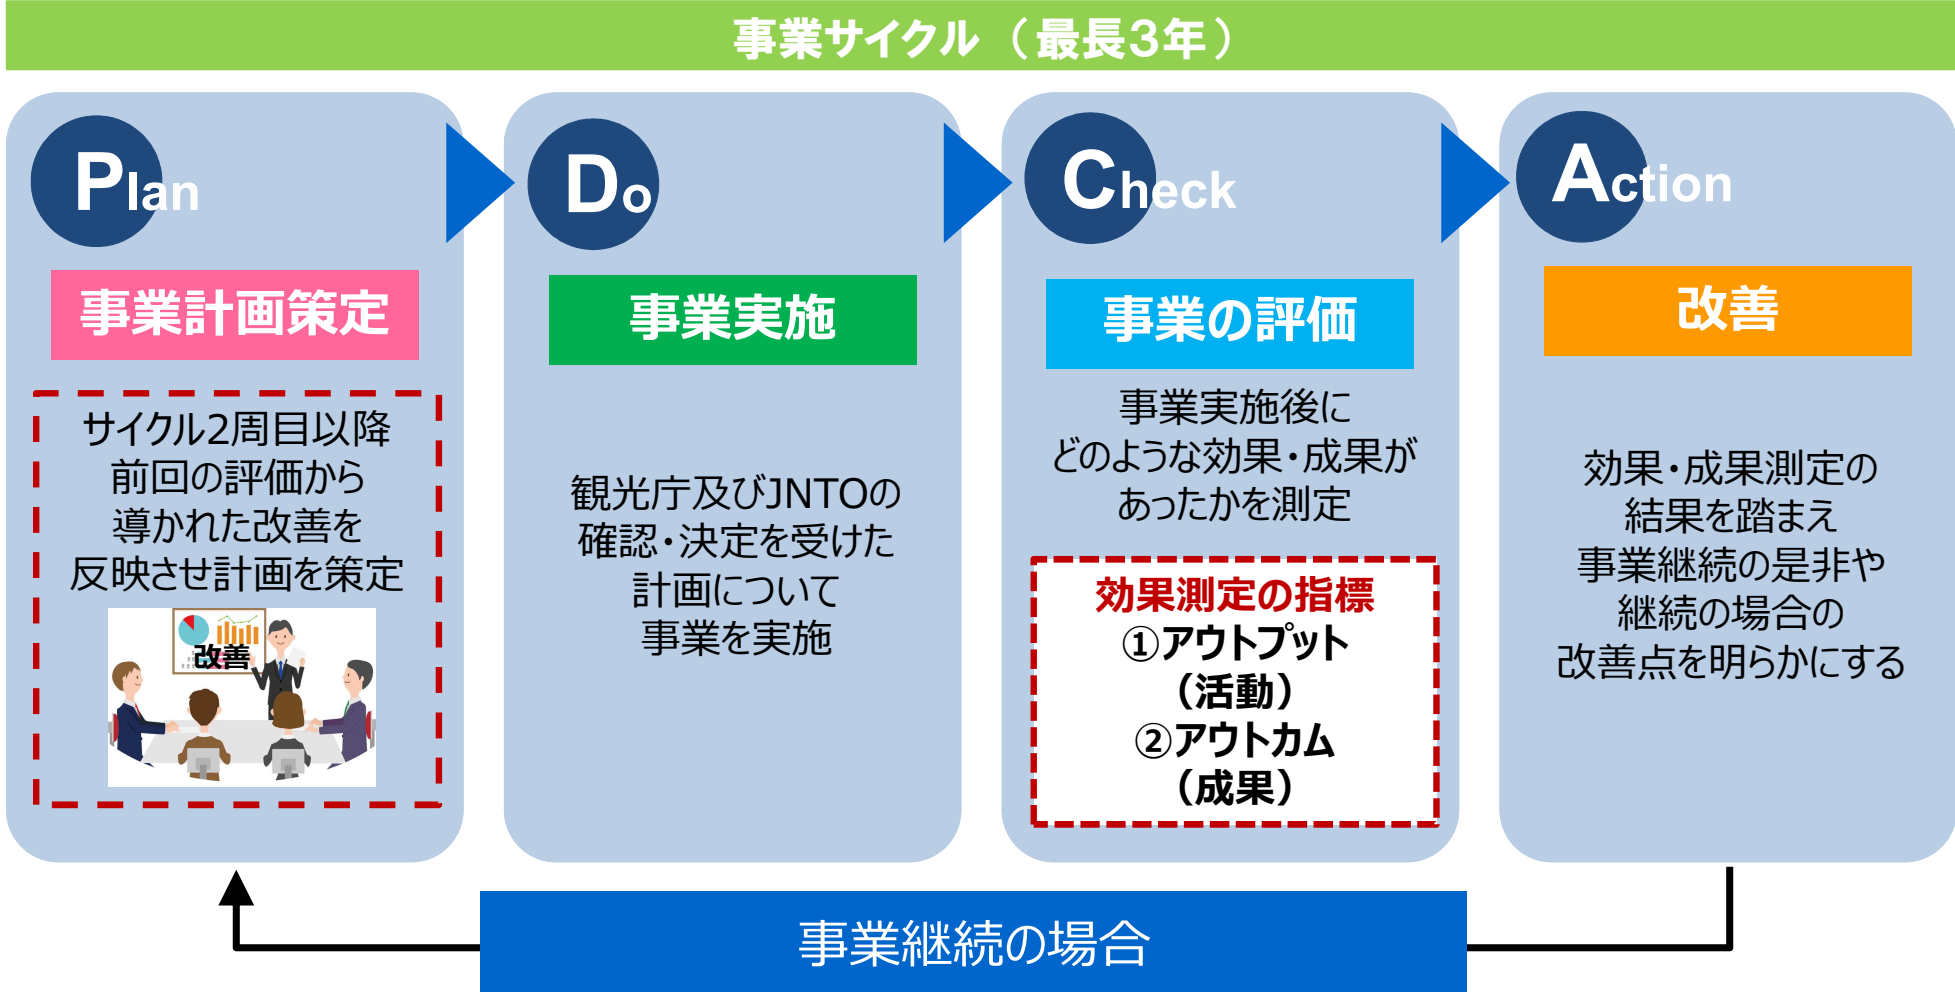 事業サイクル（最長3年）
Plan
事業計画策定
サイクル2周目以降
前回の評価から
導かれた改善を
反映させ計画を策定
改善
Do
事業実施
観光庁及びJNTOの
確認・決定を受けた
計画について
事業を実施
Check
事業の評価
事業実施後に
どのような効果・成果が
あったかを測定
効果測定の指標
①アウトプット
（活動）
②アウトカム
（成果）
Action
改善
効果・成果測定の
結果を踏まえ
事業継続の是非や
継続の場合の
改善点を明らかにする
事業継続の場合